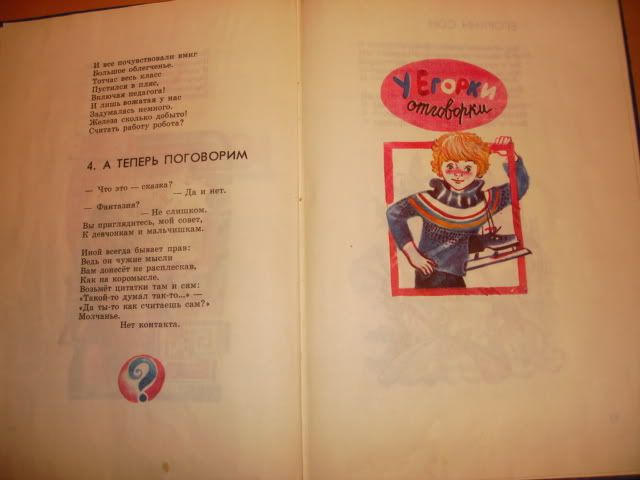 И все почувствовали вмиг
Большое облегченье.
Тотчас весь класс
Пустился в пляс,
Включая педагога!
И лишь вожатая у нас
Задумалась немного.
Железа сколько добыто!
Считать работу робота?
4. А ТЕПЕРЬ ПОГОВОРИМ
— Что это — сказка?
— Да и нет.
— Фантазия?
— Не слишком.
Вы приглядитесь, мой совет,
К девчонкам и мальчишкам.
Иной всегда бывает прав:
Ведь он чужие мысли
Вам донесёт не расплескав,
Как на коромысле.
Возьмёт цитатки там и сям:
«Такой-то думал так-то...» —
«Да ты-то как считаешь сам?»
Молчанье.
Нет контакта.
?
У ЕГОРКИ
отговорки